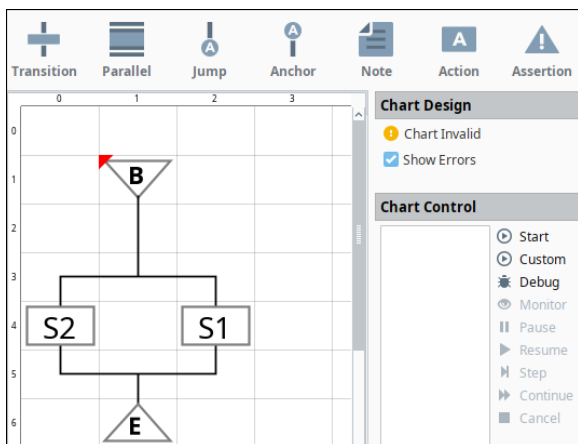 Transition Parallel Jump Anchor Note Action Assertion
A A A
0 1 2 3
0
1
2
3
4
5
6
B
S2 S1
E
Chart Design
Chart Invalid
Show Errors
Chart Control
Start
Custom
Debug
Monitor
Pause
Resume
Step
Continue
Cancel